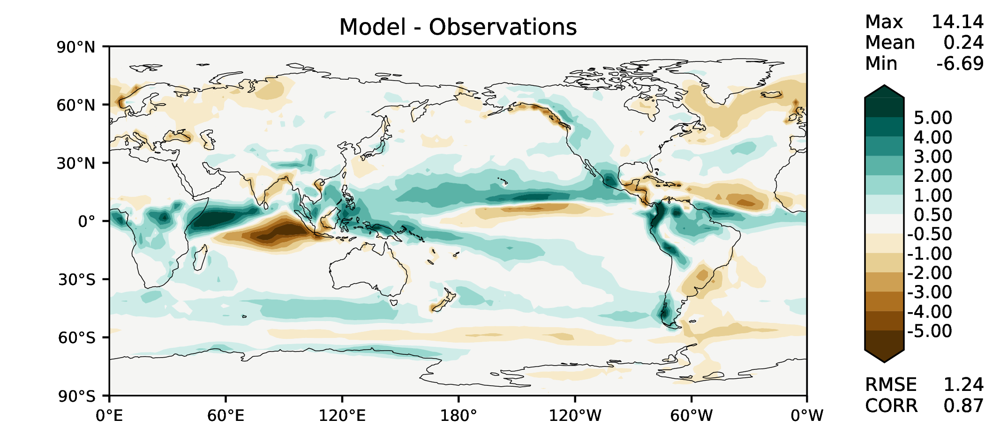 Model - Observations
Max 14.14
Mean 0.24
Min -6.69
90°N
60°N
30°N
0°
30°S
60°S
90°S
0°E 60°E 120°E 180° 120°W 60°W 0°W
5.00
4.00
3.00
2.00
1.00
0.50
-0.50
-1.00
-2.00
-3.00
-4.00
-5.00
RMSE 1.24
CORR 0.87